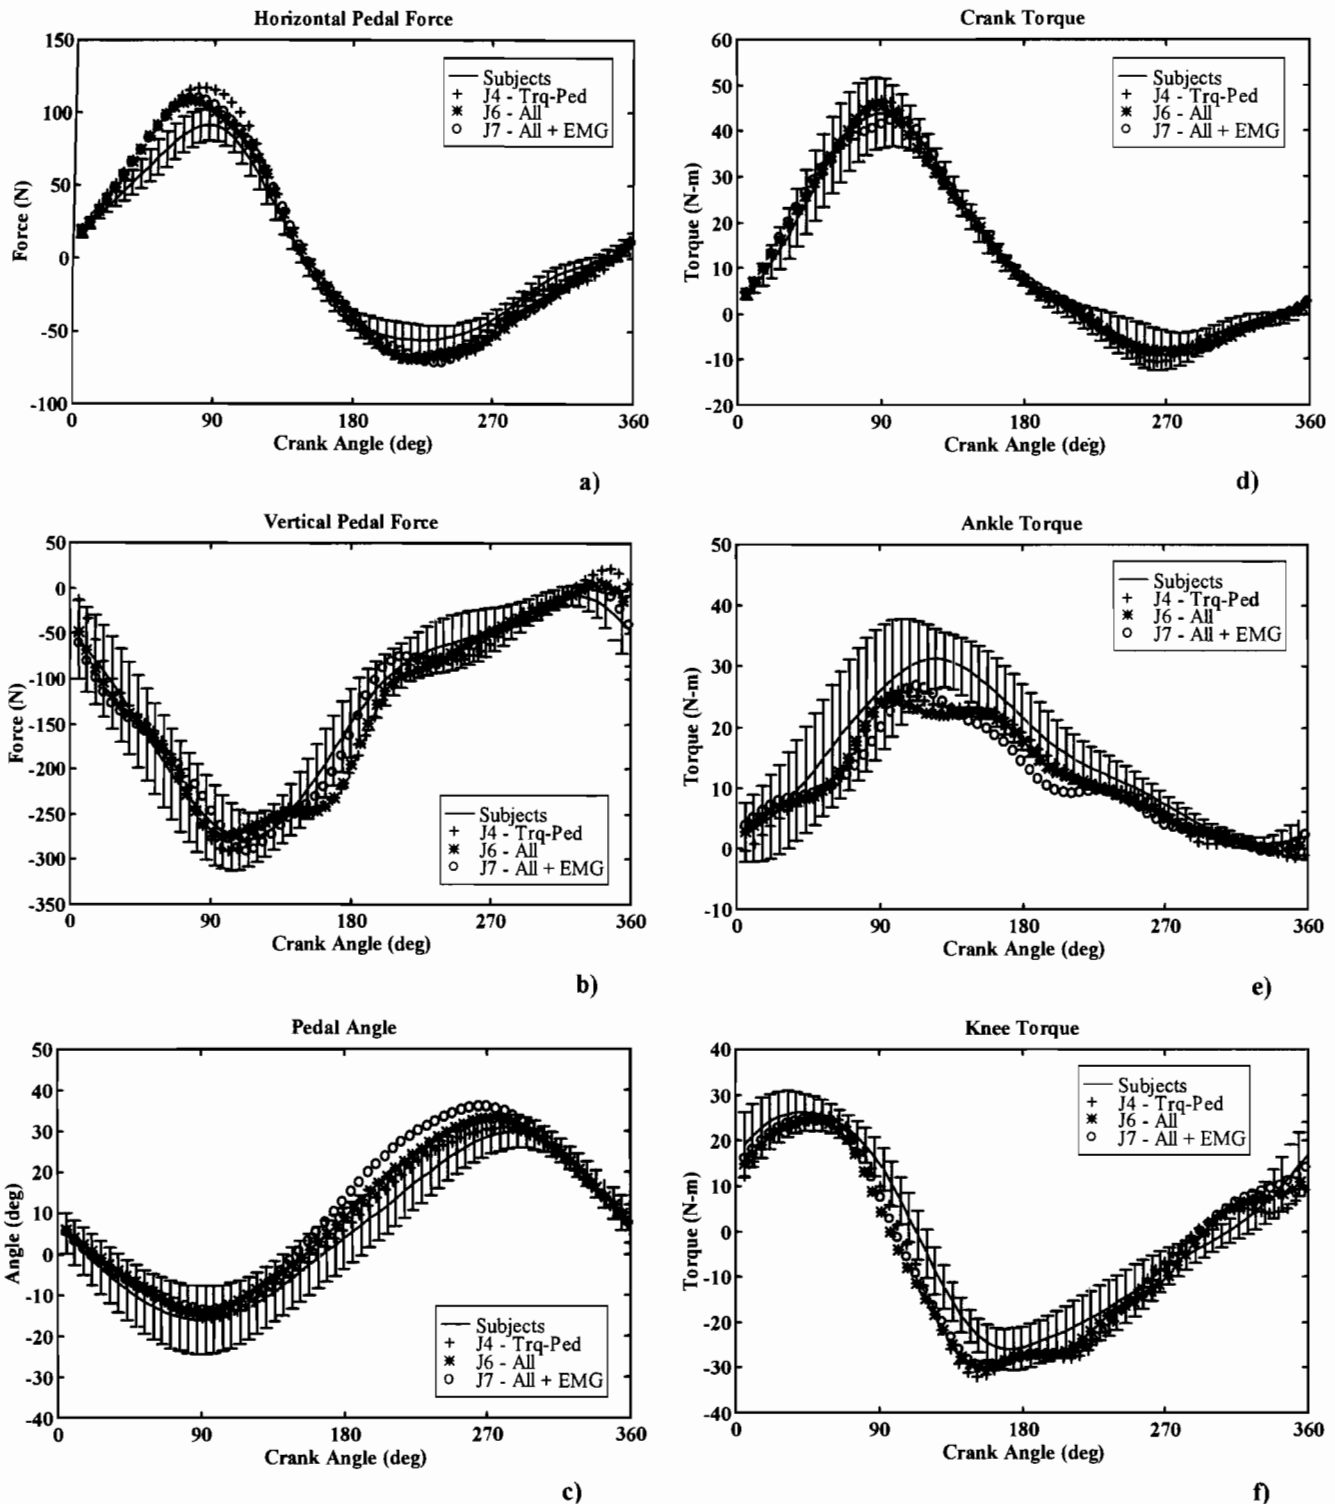 Horizontal Pedal Force
150
100
50
0
-50
-100
Force (N)
Subjects
J4 - Trq-Ped
J6 - All
J7 - All + EMG
0 90 180 270 360
Crank Angle (deg)
a)
Crank Torque
60
50
40
30
20
10
0
-10
-20
Torque (N-m)
Subjects
J4 - Trq-Ped
J6 - All
J7 - All + EMG
0 90 180 270 360
Crank Angle (deg)
d)
Vertical Pedal Force
50
0
-50
-100
-150
-200
-250
-300
-350
Force (N)
Subjects
J4 - Trq-Ped
J6 - All
J7 - All + EMG
0 90 180 270 360
Crank Angle (deg)
b)
Ankle Torque
50
40
30
20
10
0
-10
Torque (N-m)
Subjects
J4 - Trq-Ped
J6 - All
J7 - All + EMG
0 90 180 270 360
Crank Angle (deg)
e)
Pedal Angle
50
40
30
20
10
0
-10
-20
-30
-40
Angle (deg)
Subjects
J4 - Trq-Ped
J6 - All
J7 - All + EMG
0 90 180 270 360
Crank Angle (deg)
c)
Knee Torque
40
30
20
10
0
-10
-20
-30
-40
Torque (N-m)
Subjects
J4 - Trq-Ped
J6 - All
J7 - All + EMG
0 90 180 270 360
Crank Angle (deg)
f)